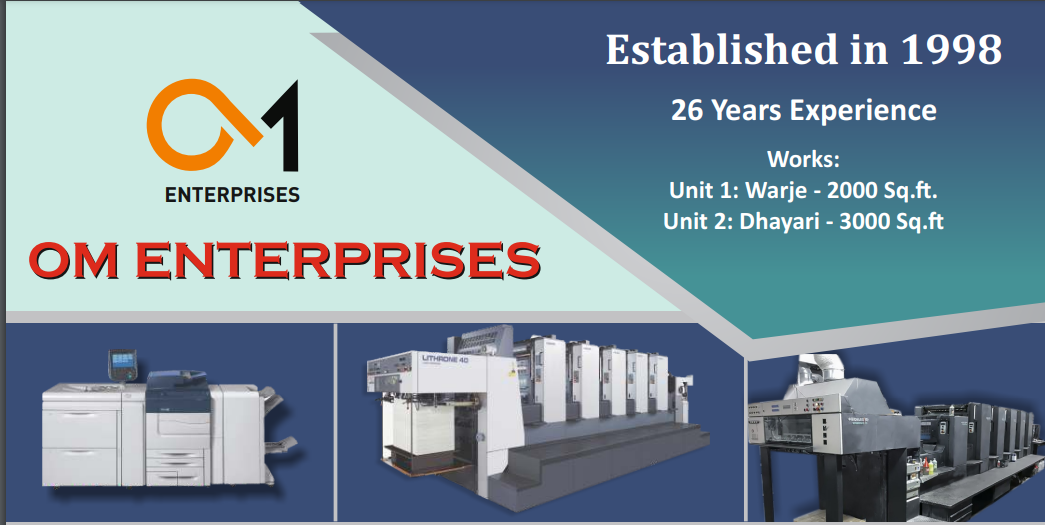 OM
ENTERPRISES
OM ENTERPRISES
Established in 1998
26 Years Experience
Works:
Unit 1: Warje - 2000 Sq.ft.
Unit 2: Dhayari - 3000 Sq.ft
LITHRONE 40